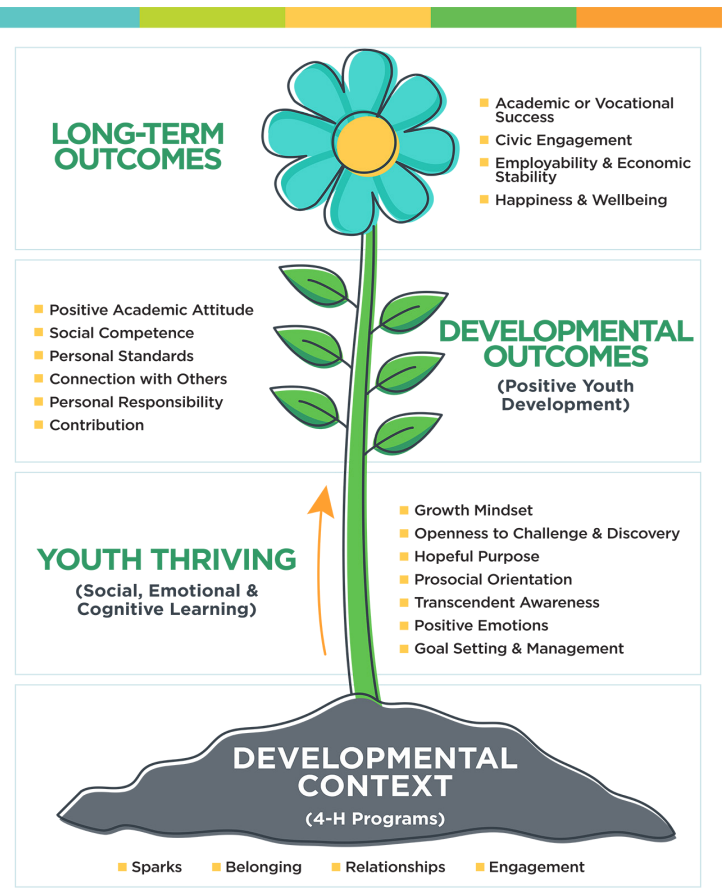 LONG-TERM
OUTCOMES
Academic or Vocational
Success
Civic Engagement
Employability & Economic
Stability
Happiness & Wellbeing
Positive Academic Attitude
Social Competence
Personal Standards
Connection with Others
Personal Responsibility
Contribution
DEVELOPMENTAL
OUTCOMES
(Positive Youth
Development)
YOUTH THRIVING
(Social, Emotional &
Cognitive Learning)
Growth Mindset
Openness to Challenge & Discovery
Hopeful Purpose
Prosocial Orientation
Transcendent Awareness
Positive Emotions
Goal Setting & Management
DEVELOPMENTAL
CONTEXT
(4-H Programs)
Sparks Belonging Relationships Engagement